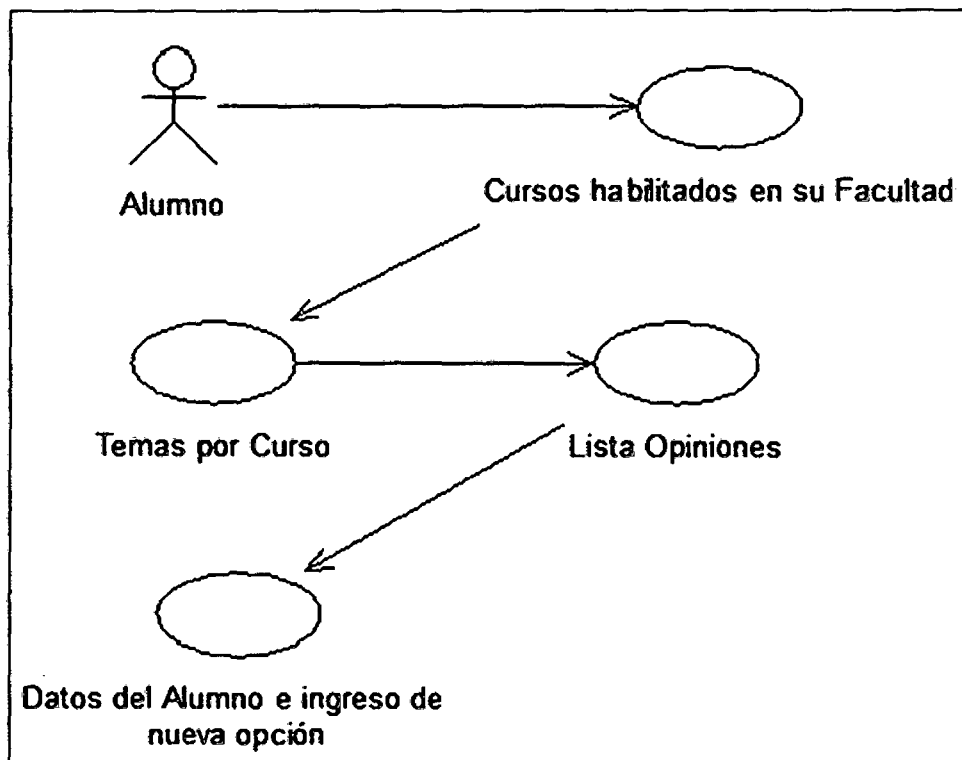 Alumno
Cursos habilitados en su Facultad
Temas por Curso
Lista Opiniones
Datos del Alumno e ingreso de
nueva opción